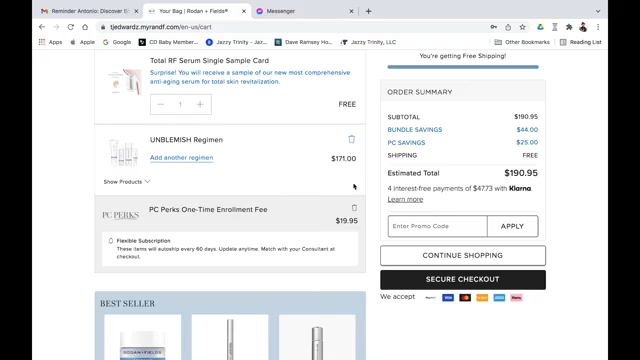 Reminder Antonio: Discover B
Your Bag | Rodan + Fields®
Messenger
tjedwardz.myrandf.com/en-us/cart
Apps
Apple
Google
CD Baby Member...
Jazzy Trinity, LLC...
Dave Ramsey Ho...
Jazzy Trinity, LLC
Other Bookmarks
Reading List
Total RF Serum Single Sample Card
Surprise! You will receive a sample of our new most comprehensive
anti-aging serum for total skin revitalization.
1
FREE
UNBLEMISH Regimen
Add another regimen
$171.00
Show Products
PC PERKS
PC Perks One-Time Enrollment Fee
$19.95
Flexible Subscription
These items will autoship every 60 days. Update anytime. Match with your Consultant at
checkout.
BEST SELLER
RODAN+FIELDS
You're getting Free Shipping!
ORDER SUMMARY
SUBTOTAL $190.95
BUNDLE SAVINGS $44.00
PC SAVINGS $25.00
SHIPPING FREE
Estimated Total $190.95
4 interest-free payments of $47.73 with Klarna.
Learn more
Enter Promo Code APPLY
CONTINUE SHOPPING
SECURE CHECKOUT
We accept
VISA